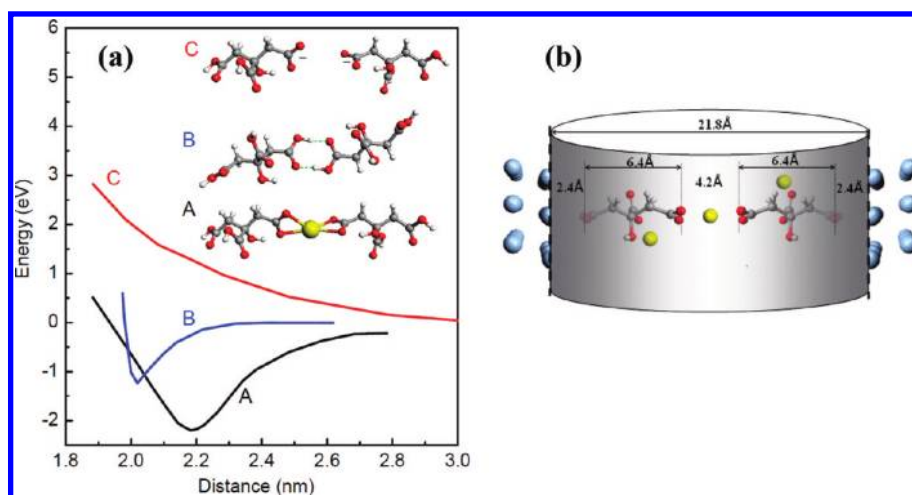 (a)
C
B
A
C
B
A
6
5
4
3
2
1
0
-1
-2
Energy (eV)
1.8 2.0 2.2 2.4 2.6 2.8 3.0
Distance (nm)
(b)
21.8Å
6.4Å 6.4Å
2.4Å 4.2Å 2.4Å